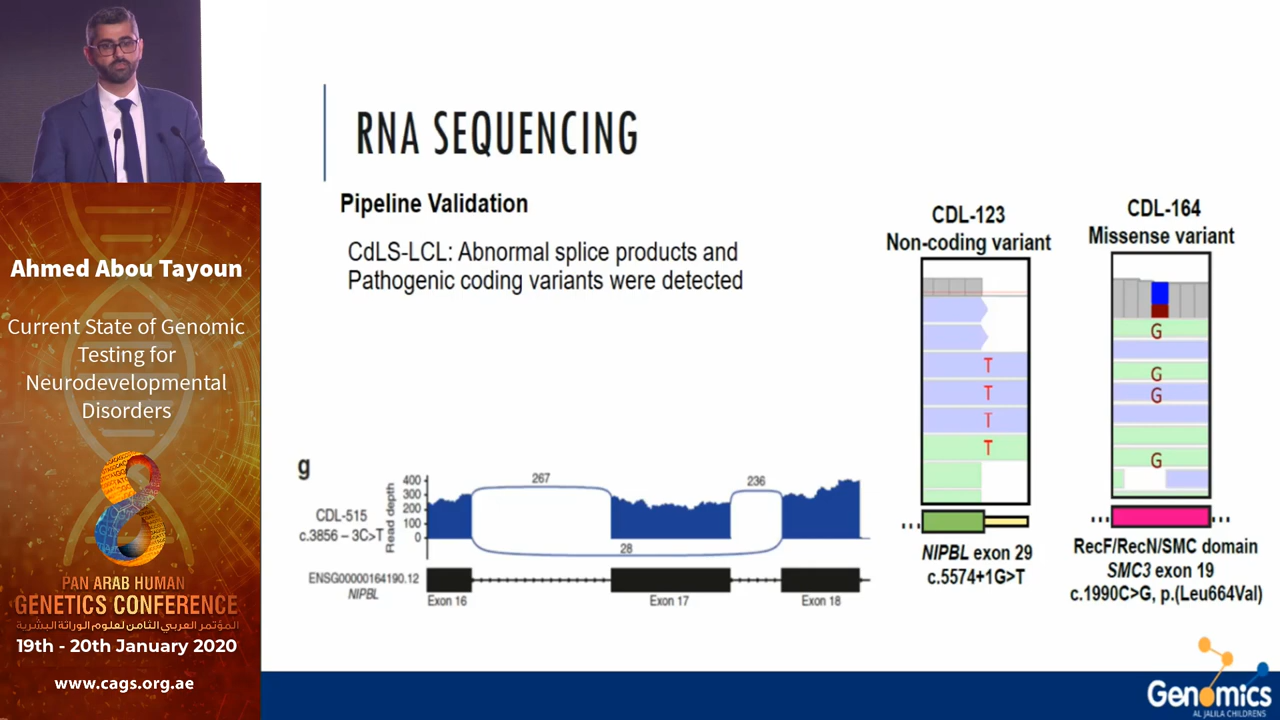 RNA SEQUENCING
Pipeline Validation
CdLS-LCL: Abnormal splice products and
Pathogenic coding variants were detected
CDL-123
Non-coding variant
T
T
T
T
NIPBL exon 29
c.5574+1G>T
CDL-164
Missense variant
G
G
G
G
RecF/RecN/SMC domain
SMC3 exon 19
c.1990C>G, p.(Leu664Val)
g
CDL-515
c.3856 – 3C>T
Read depth
400
300
200
100
0
267
236
28
ENSG00000164190.12
NIPBL
Exon 16
Exon 17
Exon 18
Ahmed Abou Tayoun
Current State of Genomic
Testing for
Neurodevelopmental
Disorders
PAN ARAB HUMAN
GENETICS CONFERENCE
المؤتمر العربي الثامن لعلوم الوراثة البشرية
19th - 20th January 2020
www.cags.org.ae
Genomics
AL JALILA CHILDRENS